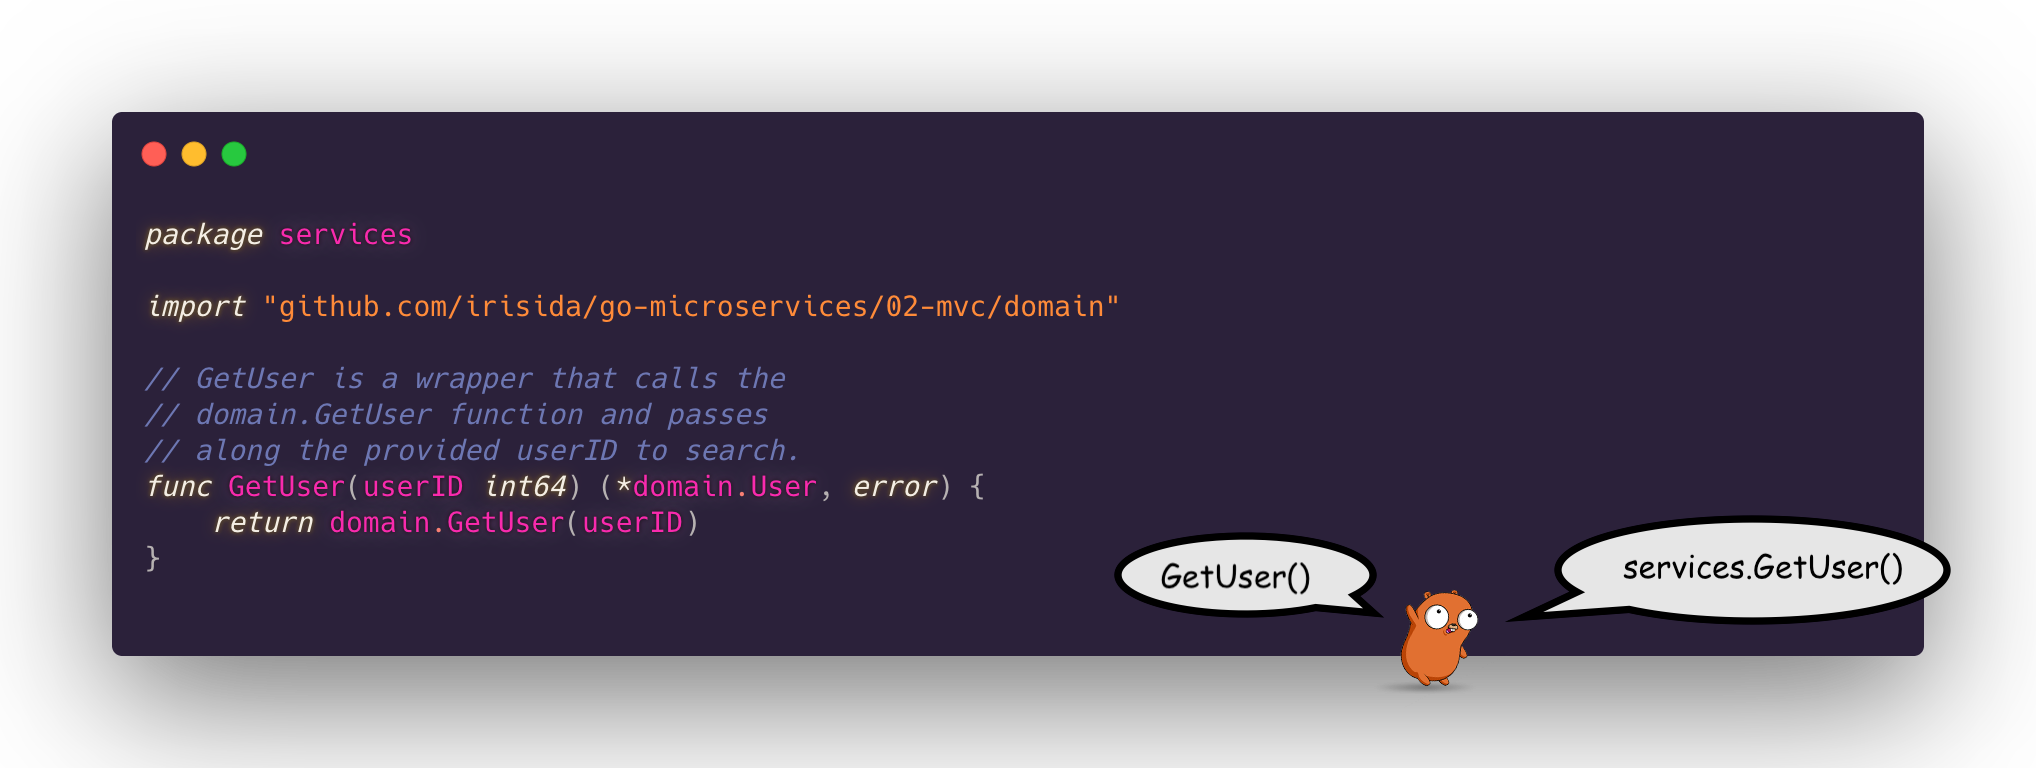 package services
import "github.com/irisida/go-microservices/02-mvc/domain"
// GetUser is a wrapper that calls the
// domain.GetUser function and passes
// along the provided userID to search.
func GetUser(userID int64) (*domain.User, error) {
    return domain.GetUser(userID)
}
GetUser()
services.GetUser()